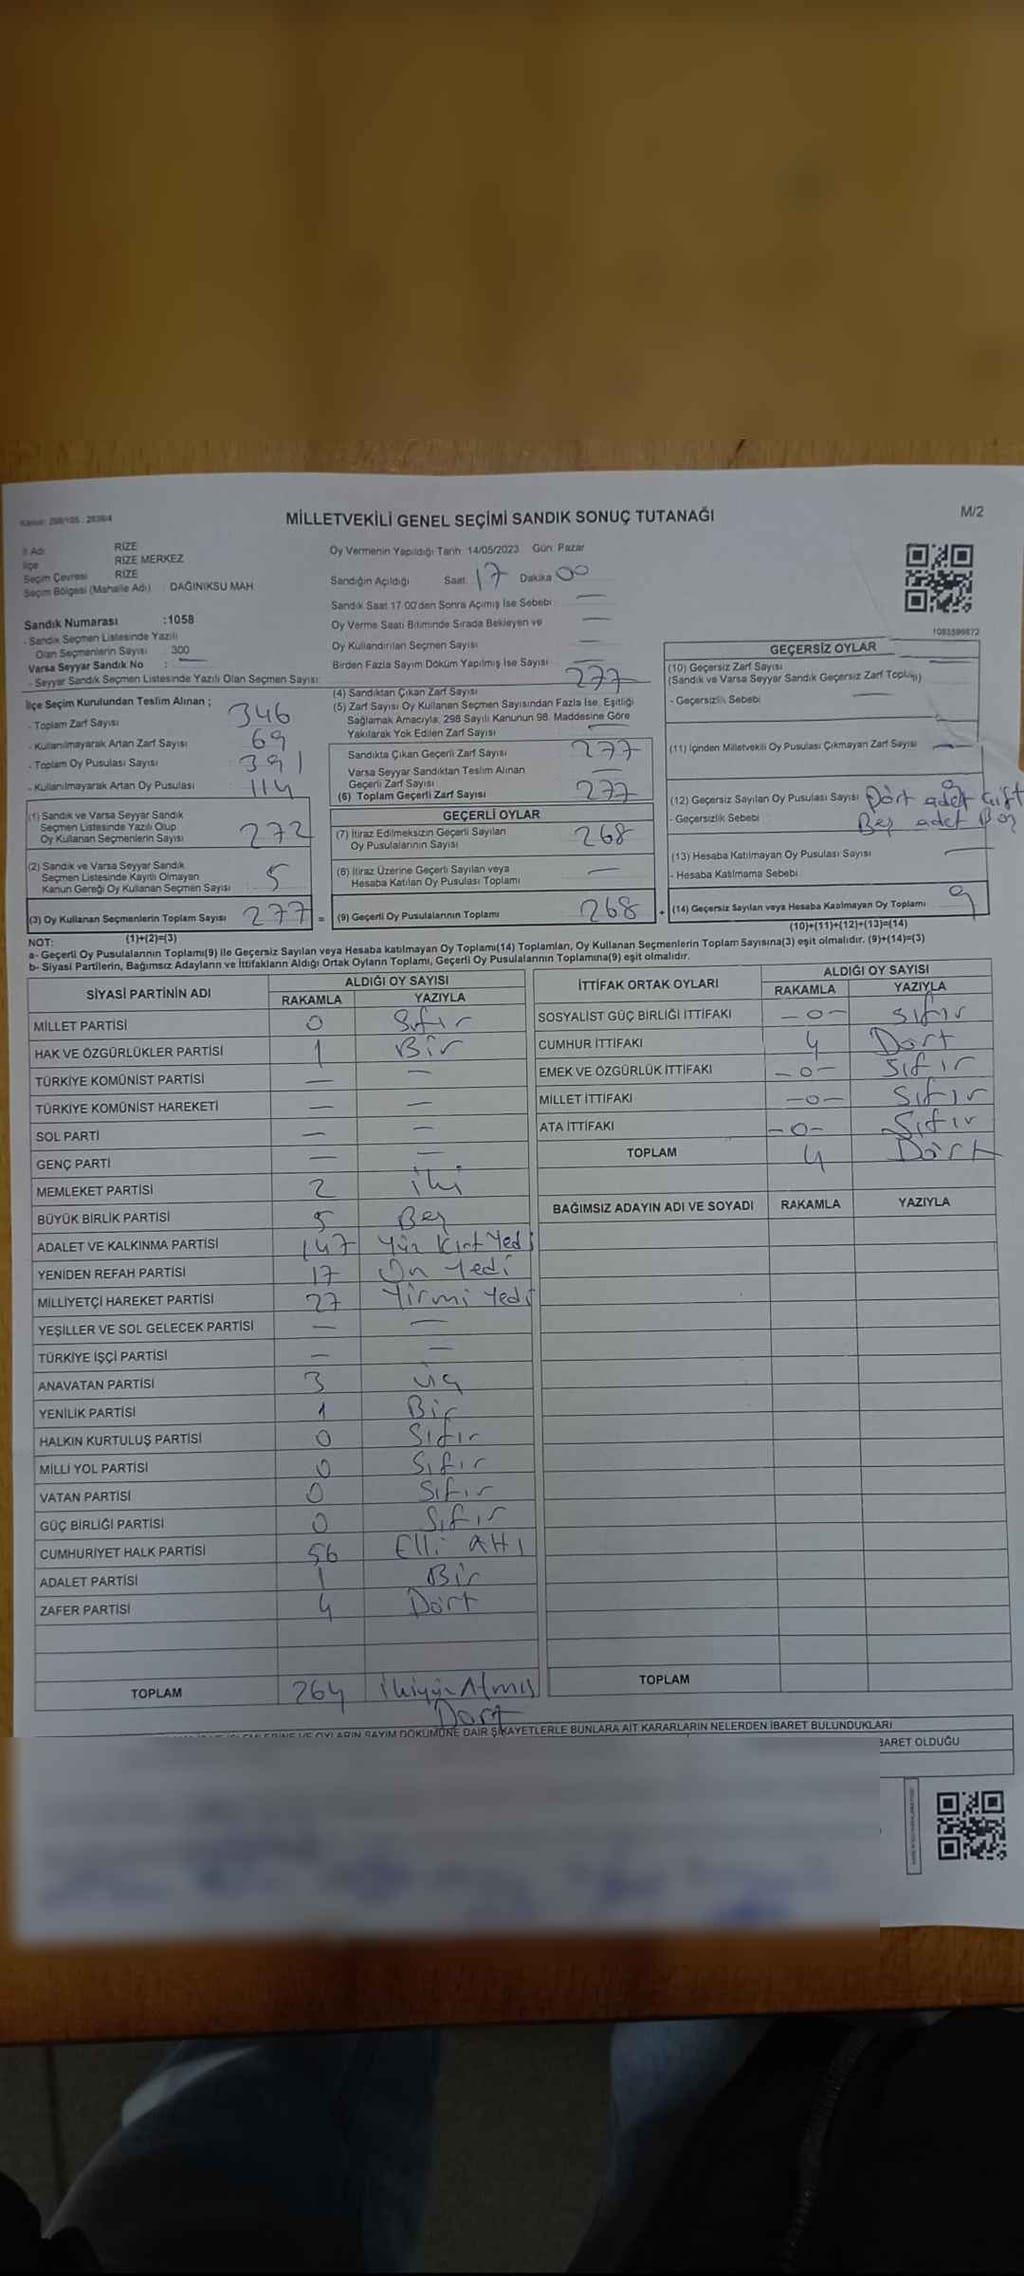 MİLLETVEKİLİ GENEL SEÇİMİ SANDIK SONUÇ TUTANAĞI
M/2
İl Adı RİZE
İlçe RİZE MERKEZ
Seçim Çevresi RİZE
Seçim Bölgesi (Mahalle Adı) : DAĞINIKSU MAH
Sandık Numarası :1058
- Sandık Seçmen Listesinde Yazılı
Olan Seçmenlerin Sayısı : 300
Varsa Seyyar Sandık No : —
- Seyyar Sandık Seçmen Listesinde Yazılı Olan Seçmen Sayısı:
Oy Vermenin Yapıldığı Tarih: 14/05/2023 Gün: Pazar
Sandığın Açıldığı Saat: 17 Dakika 00
Sandık Saat 17:00'den Sonra Açımış İse Sebebi: —
Oy Verme Saati Bitiminde Sırada Bekleyen ve
Oy Kullandırılan Seçmen Sayısı —
Birden Fazla Sayım Döküm Yapılmış İse Sayısı —
1085599872
İlçe Seçim Kurulundan Teslim Alınan ;
- Toplam Zarf Sayısı 346
- Kullanılmayarak Artan Zarf Sayısı 69
- Toplam Oy Pusulası Sayısı 391
- Kullanılmayarak Artan Oy Pusulası 114
(1) Sandık ve Varsa Seyyar Sandık
Seçmen Listesinde Yazılı Olup
Oy Kullanan Seçmenlerin Sayısı 272
(2) Sandık ve Varsa Seyyar Sandık
Seçmen Listesinde Kayıtlı Olmayan
Kanun Gereği Oy Kullanan Seçmen Sayısı 5
(3) Oy Kullanan Seçmenlerin Toplam Sayısı 277 =
(1)+(2)=(3)
(4) Sandıktan Çıkan Zarf Sayısı 277
(5) Zarf Sayısı Oy Kullanan Seçmen Sayısından Fazla İse, Eşitliği
Sağlamak Amacıyla, 298 Sayılı Kanunun 98. Maddesine Göre
Yakılarak Yok Edilen Zarf Sayısı —
Sandıkta Çıkan Geçerli Zarf Sayısı 277
Varsa Seyyar Sandıktan Teslim Alınan
Geçerli Zarf Sayısı —
(6) Toplam Geçerli Zarf Sayısı 277
GEÇERLİ OYLAR
(7) İtiraz Edilmeksizin Geçerli Sayılan
Oy Pusulalarının Sayısı 268
(8) İtiraz Üzerine Geçerli Sayılan veya
Hesaba Katılan Oy Pusulası Toplamı —
(9) Geçerli Oy Pusulalarının Toplamı 268 +
GEÇERSİZ OYLAR
(10) Geçersiz Zarf Sayısı
(Sandık ve Varsa Seyyar Sandık Geçersiz Zarf Toplamı)
- Geçersizlik Sebebi —
(11) İçinden Milletvekili Oy Pusulası Çıkmayan Zarf Sayısı —
(12) Geçersiz Sayılan Oy Pusulası Sayısı 9 Dört adet Çift
- Geçersizlik Sebebi Beş adet Boş
(13) Hesaba Katılmayan Oy Pusulası Sayısı —
- Hesaba Katılmama Sebebi
(14) Geçersiz Sayılan veya Hesaba Katılmayan Oy Toplamı 9
(10)+(11)+(12)+(13)=(14)
NOT:
a- Geçerli Oy Pusulalarının Toplamı(9) ile Geçersiz Sayılan veya Hesaba katılmayan Oy Toplamı(14) Toplamları, Oy Kullanan Seçmenlerin Toplam Sayısına(3) eşit olmalıdır. (9)+(14)=(3)
b- Siyasi Partilerin, Bağımsız Adayların ve İttifakların Aldığı Ortak Oyların Toplamı, Geçerli Oy Pusulalarının Toplamına(9) eşit olmalıdır.
SİYASİ PARTİNİN ADI ALDIĞI OY SAYISI
RAKAMLA YAZIYLA
MİLLET PARTİSİ 0 Sıfır
HAK VE ÖZGÜRLÜKLER PARTİSİ 1 Bir
TÜRKİYE KOMÜNİST PARTİSİ — —
TÜRKİYE KOMÜNİST HAREKETİ — —
SOL PARTİ — —
GENÇ PARTİ — —
MEMLEKET PARTİSİ 2 iki
BÜYÜK BİRLİK PARTİSİ 5 Beş
ADALET VE KALKINMA PARTİSİ 147 Yüz Kırk Yedi
YENİDEN REFAH PARTİSİ 17 On Yedi
MİLLİYETÇİ HAREKET PARTİSİ 27 Yirmi Yedi
YEŞİLLER VE SOL GELECEK PARTİSİ — —
TÜRKİYE İŞÇİ PARTİSİ — —
ANAVATAN PARTİSİ 3 üç
YENİLİK PARTİSİ 1 Bir
HALKIN KURTULUŞ PARTİSİ 0 Sıfır
MİLLİ YOL PARTİSİ 0 Sıfır
VATAN PARTİSİ 0 Sıfır
GÜÇ BİRLİĞİ PARTİSİ 0 Sıfır
CUMHURİYET HALK PARTİSİ 56 Elli Altı
ADALET PARTİSİ 1 Bir
ZAFER PARTİSİ 4 Dört
TOPLAM 264 ikiyüz Atmış
Dört
İTTİFAK ORTAK OYLARI ALDIĞI OY SAYISI
RAKAMLA YAZIYLA
SOSYALİST GÜÇ BİRLİĞİ İTTİFAKI —0— Sıfır
CUMHUR İTTİFAKI 4 Dört
EMEK VE ÖZGÜRLÜK İTTİFAKI —0— Sıfır
MİLLET İTTİFAKI —0— Sıfır
ATA İTTİFAKI —0— Sıfır
TOPLAM 4 Dört
BAĞIMSIZ ADAYIN ADI VE SOYADI RAKAMLA YAZIYLA
TOPLAM
OYLARIN SAYIM DÖKÜMÜNE DAİR ŞİKAYETLERLE BUNLARA AİT KARARLARIN NELERDEN İBARET BULUNDUKLARI
BARET OLDUĞU